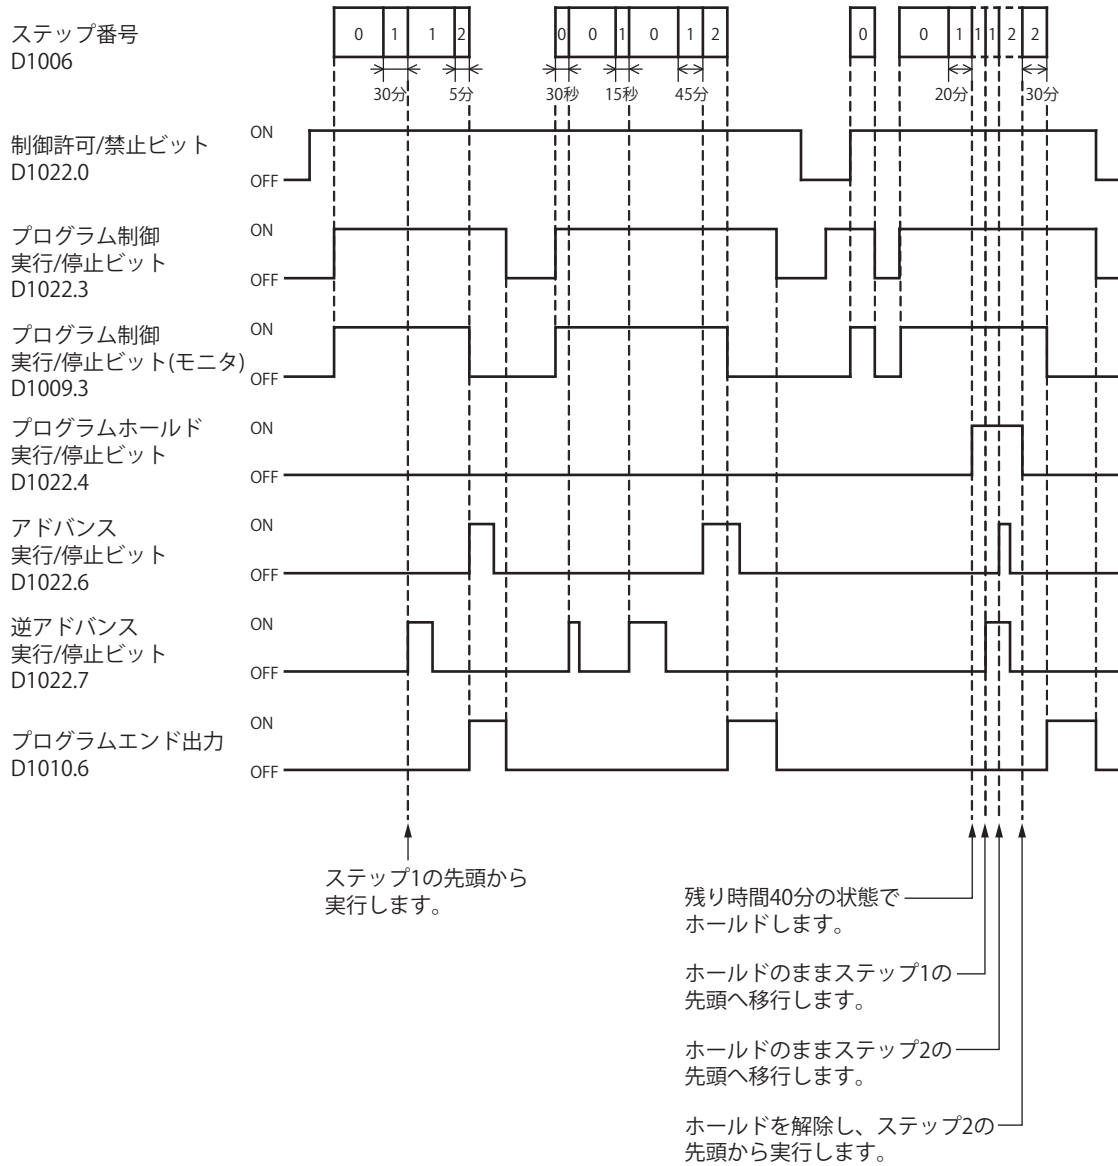 ステップ番号
D1006
0 1 1 2 0 0 1 0 1 2 0 0 1 1 1 2 2
30分 5分 30秒 15秒 45分 20分 30分
制御許可/禁止ビット
D1022.0
ON
OFF
プログラム制御
実行/停止ビット
D1022.3
ON
OFF
プログラム制御
実行/停止ビット(モニタ)
D1009.3
ON
OFF
プログラムホールド
実行/停止ビット
D1022.4
ON
OFF
アドバンス
実行/停止ビット
D1022.6
ON
OFF
逆アドバンス
実行/停止ビット
D1022.7
ON
OFF
プログラムエンド出力
D1010.6
ON
OFF
ステップ1の先頭から
実行します。
残り時間40分の状態で
ホールドします。
ホールドのままステップ1の
先頭へ移行します。
ホールドのままステップ2の
先頭へ移行します。
ホールドを解除し、ステップ2の
先頭から実行します。